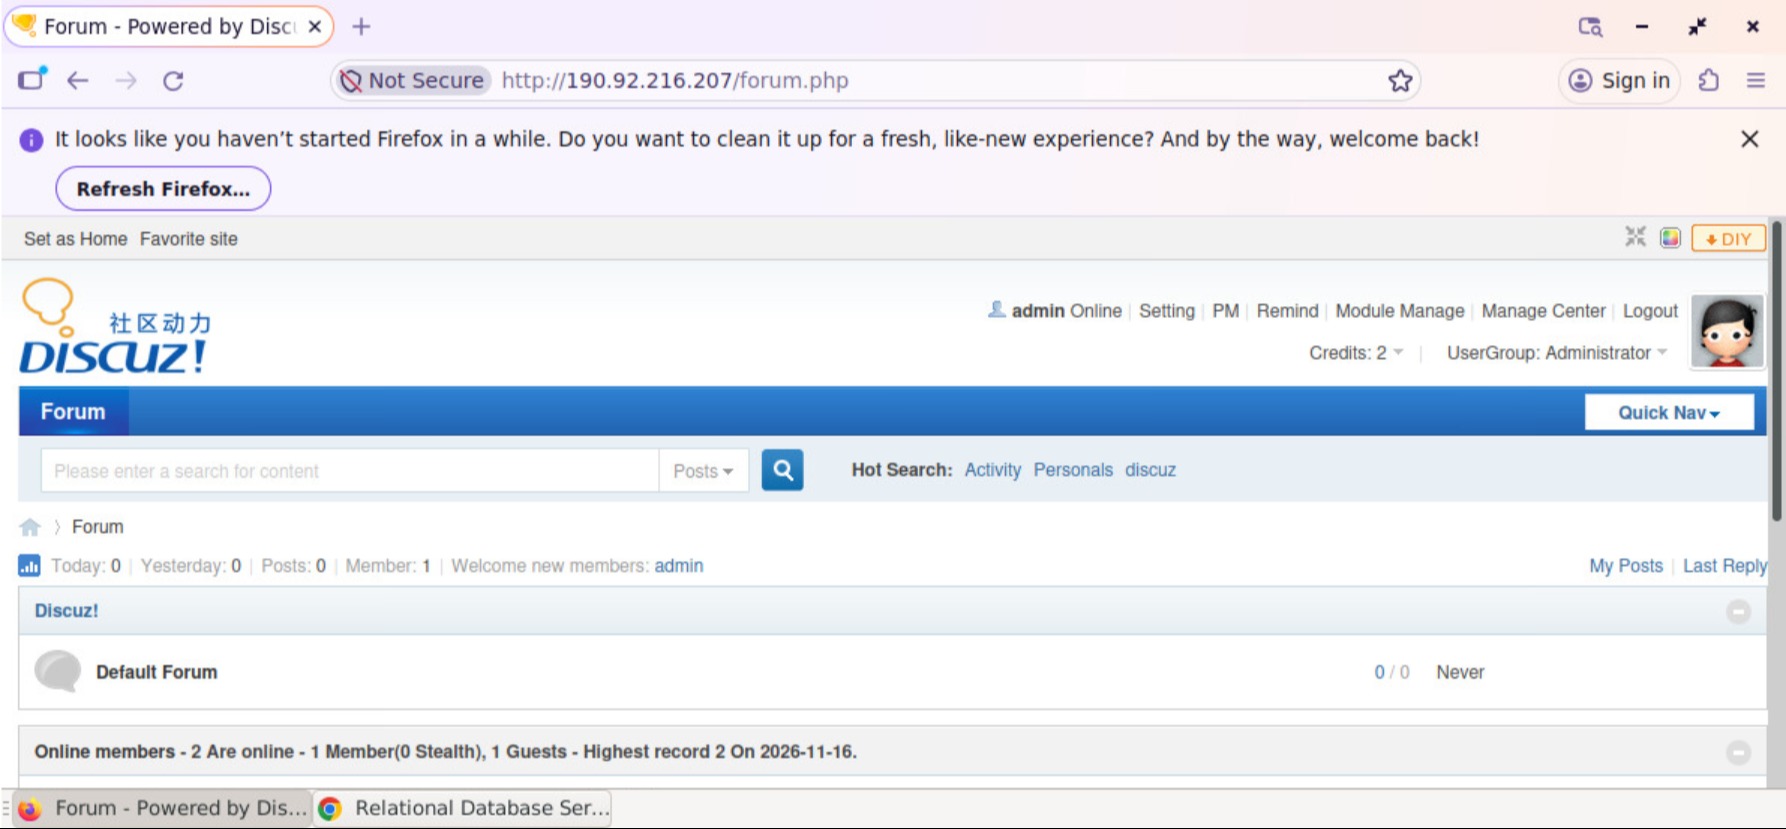 Forum - Powered by Disc
Not Secure http://190.92.216.207/forum.php
Sign in
It looks like you haven't started Firefox in a while. Do you want to clean it up for a fresh, like-new experience? And by the way, welcome back!
Refresh Firefox...
Set as Home Favorite site
DIY
社区动力
DISCUZ!
admin Online | Setting | PM | Remind | Module Manage | Manage Center | Logout
Credits: 2 | UserGroup: Administrator
Forum
Quick Nav
Please enter a search for content
Posts
Hot Search: Activity Personals discuz
〉 Forum
Today: 0 | Yesterday: 0 | Posts: 0 | Member: 1 | Welcome new members: admin
My Posts | Last Reply
Discuz!
Default Forum
0 / 0
Never
Online members - 2 Are online - 1 Member(0 Stealth), 1 Guests - Highest record 2 On 2026-11-16.
Forum - Powered by Dis...
Relational Database Ser...